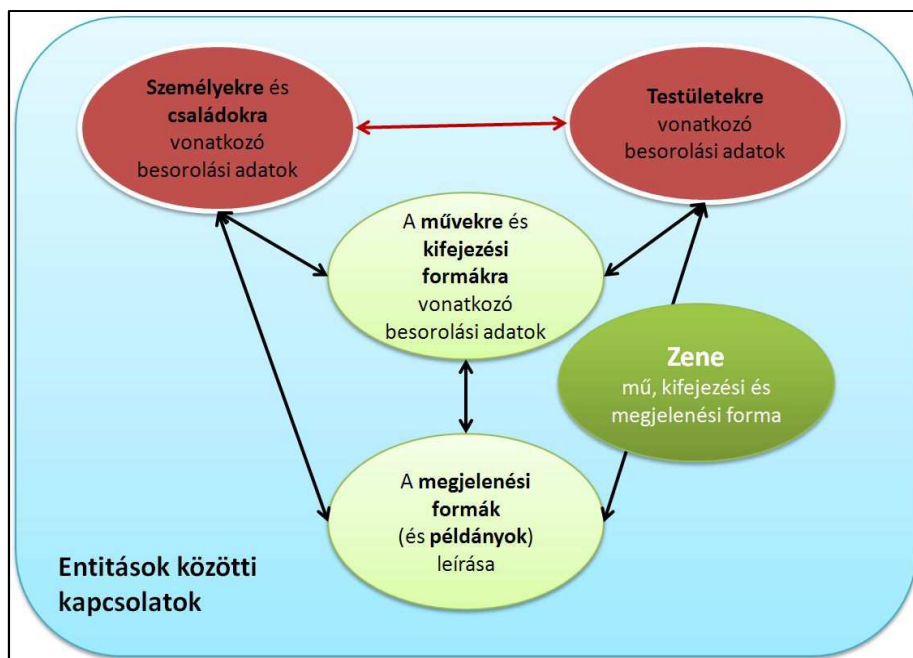 Személyekre és
családokra
vonatkozó
besorolási adatok
Testületekre
vonatkozó
besorolási adatok
A művekre és
kifejezési
formákra
vonatkozó
besorolási adatok
Zene
mű, kifejezési és
megjelenési forma
A megjelenési
formák
(és példányok)
leírása
Entitások közötti
kapcsolatok